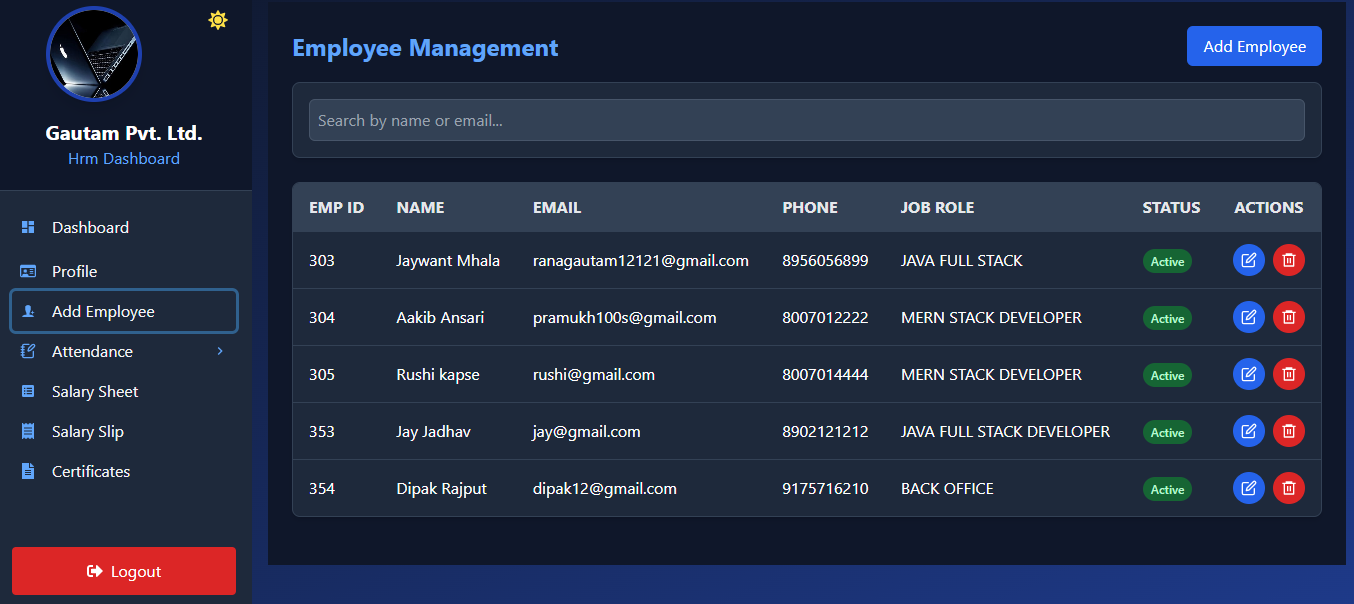 Gautam Pvt. Ltd.
Hrm Dashboard
Dashboard
Profile
Add Employee
Attendance
Salary Sheet
Salary Slip
Certificates
Logout
Employee Management
Add Employee
Search by name or email...
EMP ID NAME EMAIL PHONE JOB ROLE STATUS ACTIONS
303 Jaywant Mhala ranagautam12121@gmail.com 8956056899 JAVA FULL STACK Active
304 Aakib Ansari pramukh100s@gmail.com 8007012222 MERN STACK DEVELOPER Active
305 Rushi kapse rushi@gmail.com 8007014444 MERN STACK DEVELOPER Active
353 Jay Jadhav jay@gmail.com 8902121212 JAVA FULL STACK DEVELOPER Active
354 Dipak Rajput dipak12@gmail.com 9175716210 BACK OFFICE Active